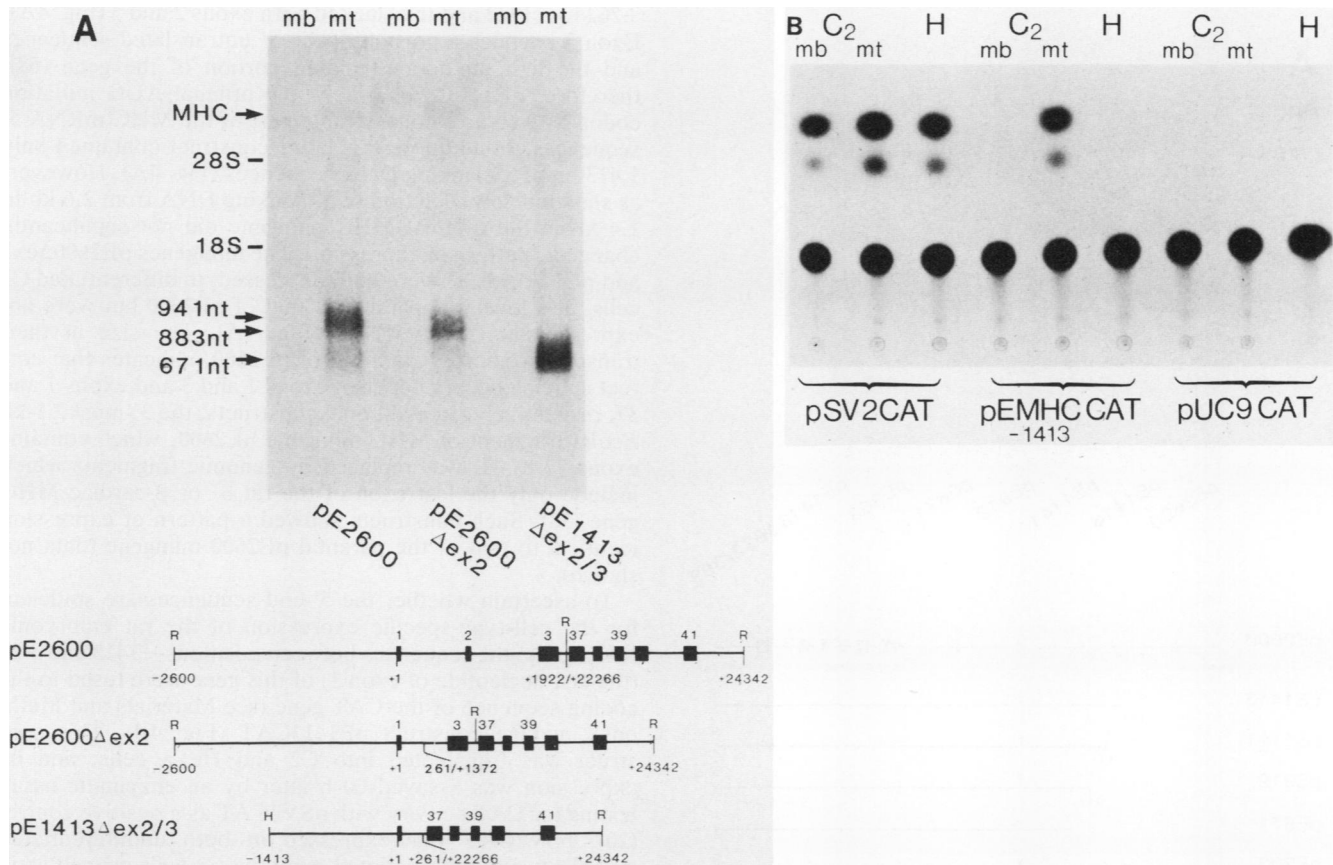 A
mb mt mb mt mb mt
MHC
28S
18S
941nt
883nt
671nt
pE2600
pE2600
Δex2
pE1413
Δex2/3
B
C2 H C2 H C2 H
mb mt mb mt mb mt
pSV2CAT
pEMHC CAT
-1413
pUC9 CAT
pE2600
R 1 2 3 R 37 39 41 R
-2600 +1 +1922/+22266 +24342
pE2600Δex2
R 1 3 R 37 39 41 R
-2600 +1 261/+1372 +24342
pE1413Δex2/3
H 1 37 39 41 R
-1413 +1 +261/+22266 +24342